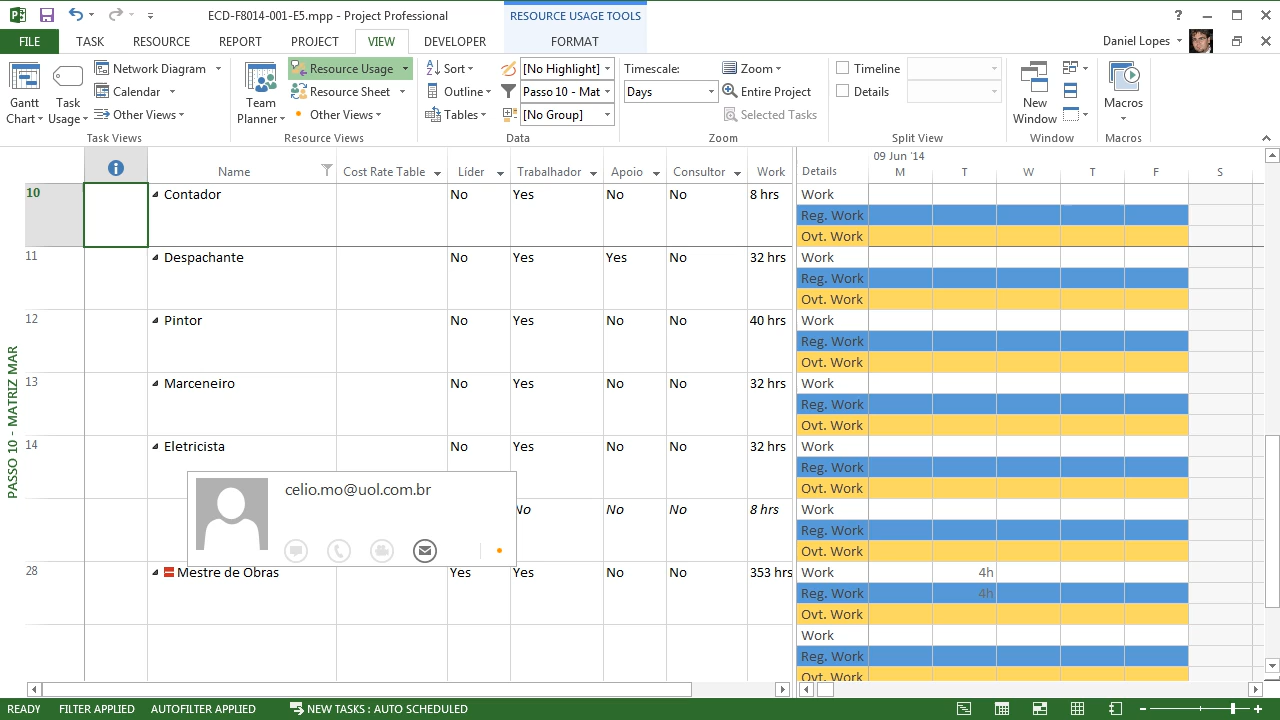 ECD-F8014-001-E5.mpp - Project Professional
RESOURCE USAGE TOOLS
FILE TASK RESOURCE REPORT PROJECT VIEW DEVELOPER FORMAT
Daniel Lopes
Gantt Chart
Task Usage
Network Diagram
Calendar
Other Views
Task Views
Team Planner
Resource Usage
Resource Sheet
Other Views
Resource Views
Sort
Outline
Tables
[No Highlight]
Passo 10 - Mat
[No Group]
Data
Timescale:
Days
Zoom
Entire Project
Selected Tasks
Zoom
Timeline
Details
Split View
New Window
Window
Macros
Macros
PASSO 10 - MATRIZ MAR
Name Cost Rate Table Líder Trabalhador Apoio Consultor Work
Details
09 Jun '14
M T W T F S
10 Contador No Yes No No 8 hrs Work
Reg. Work
Ovt. Work
11 Despachante No Yes Yes No 32 hrs Work
Reg. Work
Ovt. Work
12 Pintor No Yes No No 40 hrs Work
Reg. Work
Ovt. Work
13 Marceneiro No Yes No No 32 hrs Work
Reg. Work
Ovt. Work
14 Eletricista No Yes No No 32 hrs Work
Reg. Work
Ovt. Work
celio.mo@uol.com.br
No No No 8 hrs Work
Reg. Work
Ovt. Work
28 Mestre de Obras Yes Yes No No 353 hrs Work 4h
Reg. Work 4h
Ovt. Work
Work
Reg. Work
Ovt. Work
READY FILTER APPLIED AUTOFILTER APPLIED NEW TASKS : AUTO SCHEDULED